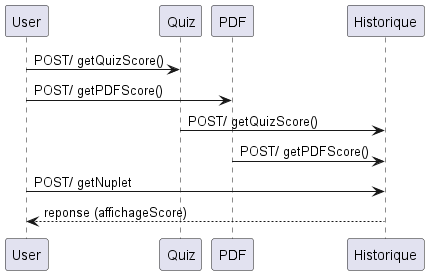 User Quiz PDF Historique
POST/ getQuizScore()
POST/ getPDFScore()
POST/ getQuizScore()
POST/ getPDFScore()
POST/ getNuplet
reponse (affichageScore)
User Quiz PDF Historique